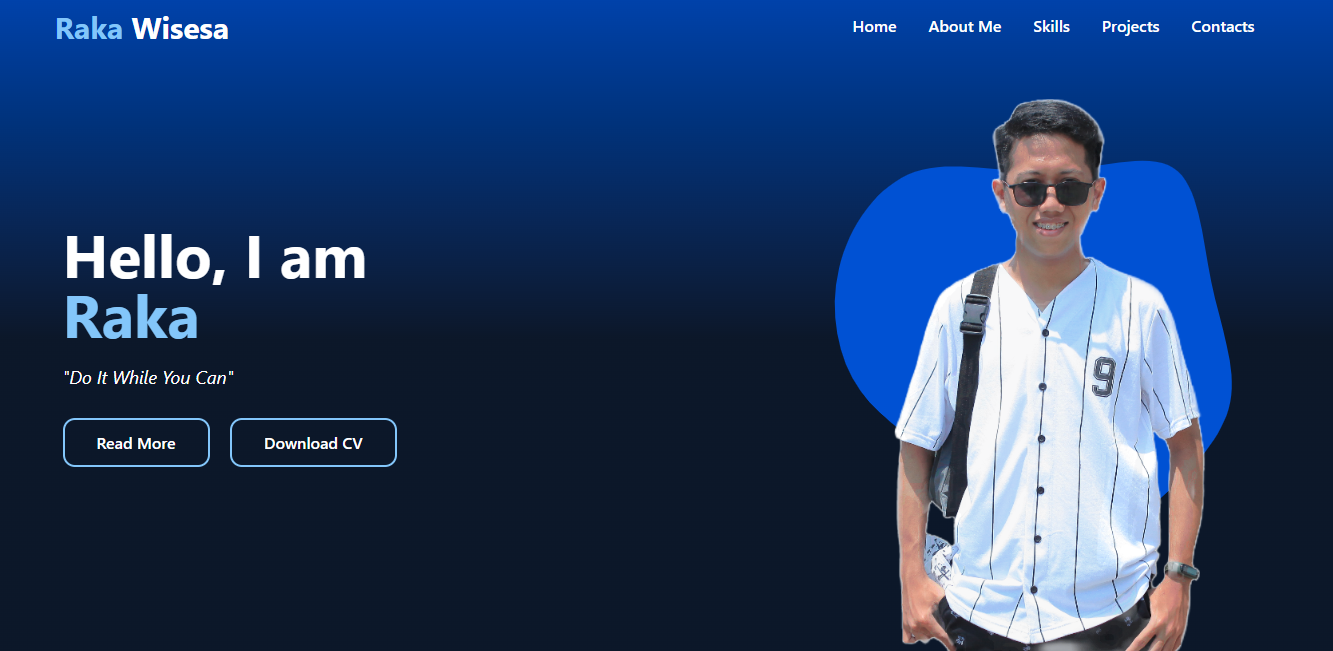 Raka Wisesa
Home About Me Skills Projects Contacts
Hello, I am
Raka
"Do It While You Can"
Read More Download CV
9